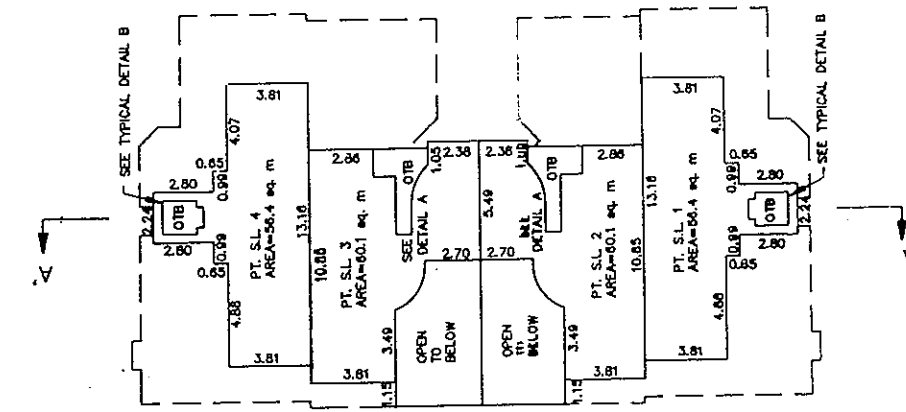 SEE TYPICAL DETAIL B
SEE TYPICAL DETAIL B
3.81
3.81
4.07
4.07
0.65
0.65
0.99
0.99
2.80
2.80
OTB
OTB
2.24
2.24
2.80
2.80
0.99
0.99
0.65
0.65
4.88
4.88
3.81
3.81
PT. S.L. 4
AREA=56.4 sq. m
13.16
10.65
PT. S.L. 3
AREA=60.1 sq. m
2.86
OTB
1.05
2.38
2.38
OTB
2.86
SEE
DETAIL A
5.49
DETAIL A
2.70
2.70
PT. S.L. 2
AREA=60.1 sq. m
10.65
13.16
PT. S.L. 1
AREA=56.4 sq. m
OPEN
TO
BELOW
OPEN
BELOW
3.49
3.49
3.81
3.81
1.15
1.15
A'